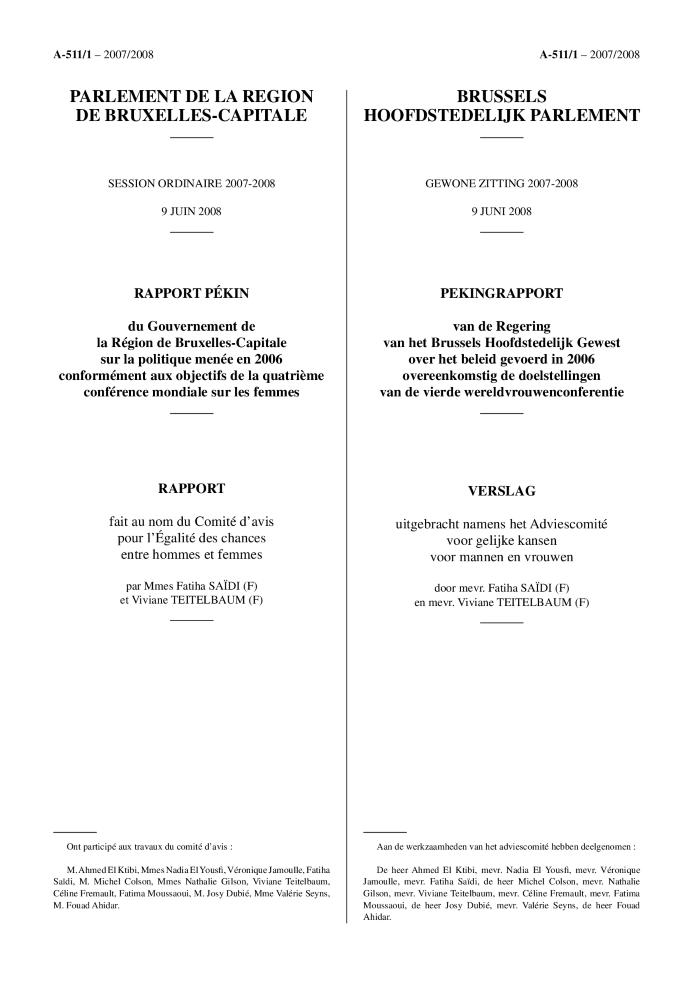 A-511/1 – 2007/2008
A-511/1 – 2007/2008
PARLEMENT DE LA REGION
DE BRUXELLES-CAPITALE
SESSION ORDINAIRE 2007-2008
9 JUIN 2008
RAPPORT PÉKIN
du Gouvernement de
la Région de Bruxelles-Capitale
sur la politique menée en 2006
conformément aux objectifs de la quatrième
conférence mondiale sur les femmes
RAPPORT
fait au nom du Comité d’avis
pour l’Égalité des chances
entre hommes et femmes
par Mmes Fatiha SAÏDI (F)
et Viviane TEITELBAUM (F)
Ont participé aux travaux du comité d’avis :
M. Ahmed El Ktibi, Mmes Nadia El Yousfi, Véronique Jamoulle, Fatiha
Saïdi, M. Michel Colson, Mmes Nathalie Gilson, Viviane Teitelbaum,
Céline Fremault, Fatima Moussaoui, M. Josy Dubié, Mme Valérie Seyns,
M. Fouad Ahidar.
BRUSSELS
HOOFDSTEDELIJK PARLEMENT
GEWONE ZITTING 2007-2008
9 JUNI 2008
PEKINGRAPPORT
van de Regering
van het Brussels Hoofdstedelijk Gewest
over het beleid gevoerd in 2006
overeenkomstig de doelstellingen
van de vierde wereldvrouwenconferentie
VERSLAG
uitgebracht namens het Adviescomité
voor gelijke kansen
voor mannen en vrouwen
door mevr. Fatiha SAÏDI (F)
en mevr. Viviane TEITELBAUM (F)
Aan de werkzaamheden van het adviescomité hebben deelgenomen :
De heer Ahmed El Ktibi, mevr. Nadia El Yousfi, mevr. Véronique
Jamoulle, mevr. Fatiha Saïdi, de heer Michel Colson, mevr. Nathalie
Gilson, mevr. Viviane Teitelbaum, mevr. Céline Fremault, mevr. Fatima
Moussaoui, de heer Josy Dubié, mevr. Valérie Seyns, de heer Fouad
Ahidar.